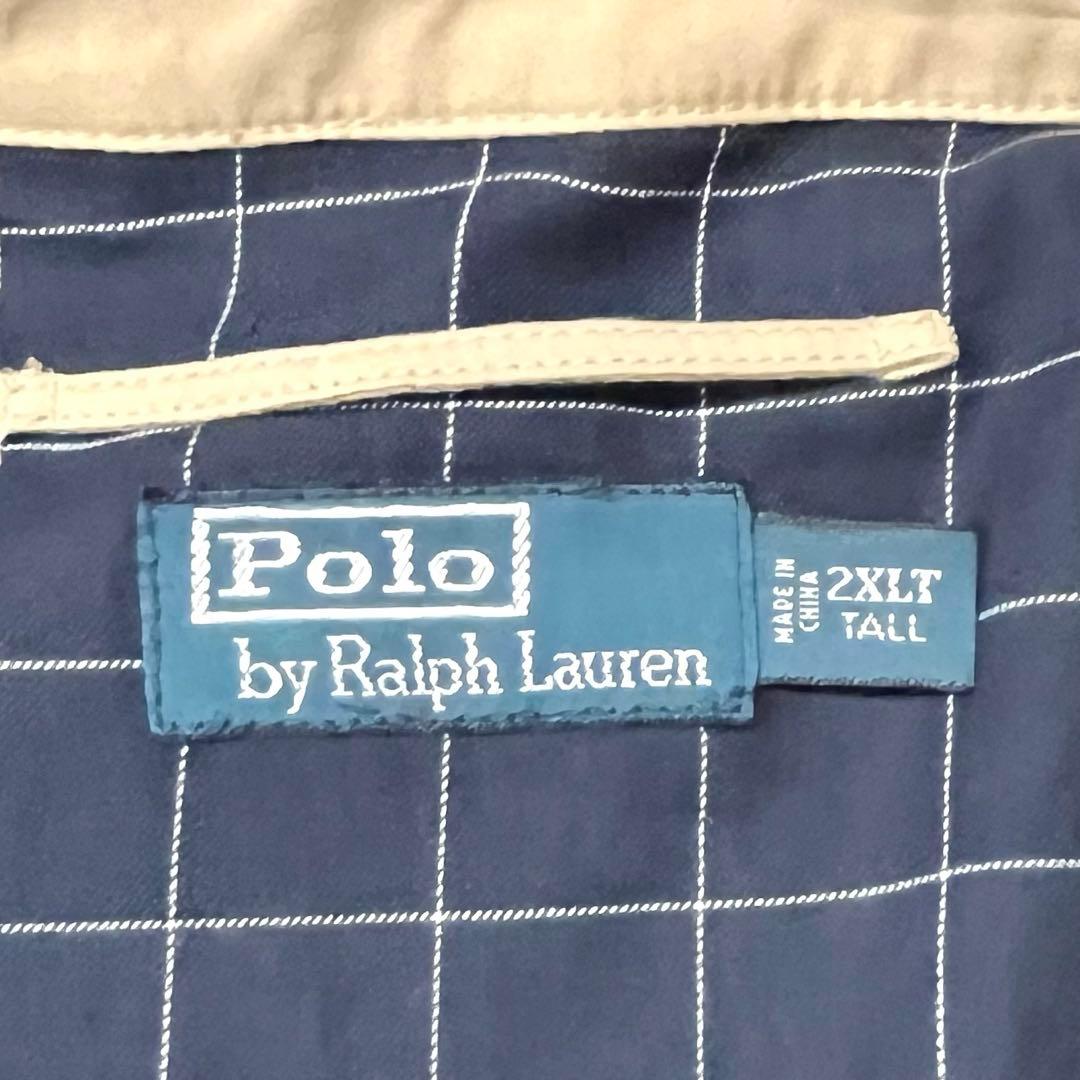 Polo
by Ralph Lauren
MADE IN
CHINA
2XLT
TALL